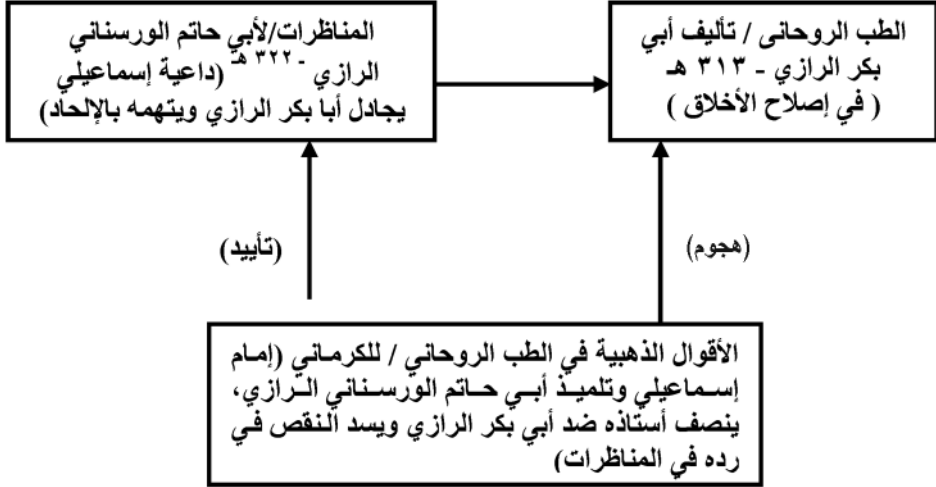 الطب الروحانى / تأليف أبي
بكر الرازي - ٣١٣ هـ
( في إصلاح الأخلاق )
المناظرات/لأبي حاتم الورسناني
الرازي - ٣٢٢ هـ (داعية إسماعيلي
يجادل أبا بكر الرازي ويتهمه بالإلحاد)
(هجوم)
(تأييد)
الأقوال الذهبية في الطب الروحاني / للكرماني (إمام
إسماعيلي وتلميذ أبي حاتم الورسناني الرازي،
ينصف أستاذه ضد أبي بكر الرازي ويسد النقص في
رده في المناظرات)